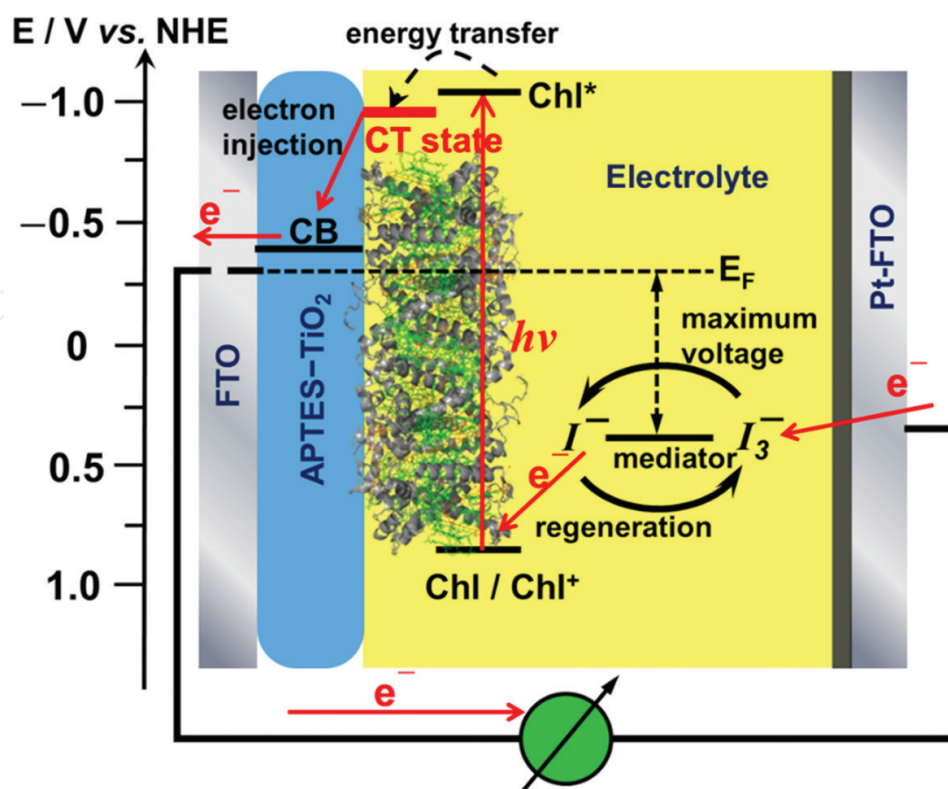 E / V vs. NHE
energy transfer
−1.0
Chl*
electron
injection
CT state
Electrolyte
e−
−0.5
CB
EF
Pt-FTO
hν
maximum
voltage
0
FTO
APTES−TiO2
e−
I−
I3−
mediator
0.5
e−
regeneration
1.0
Chl / Chl+
e−